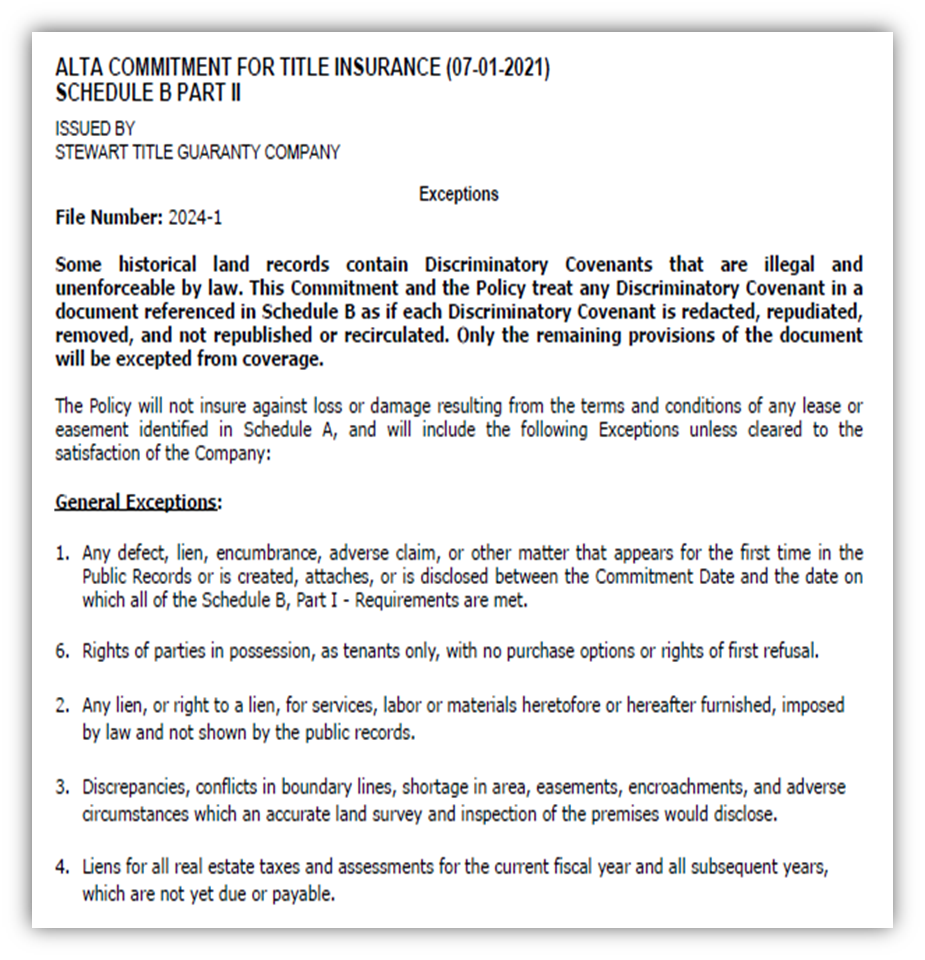 ALTA COMMITMENT FOR TITLE INSURANCE (07-01-2021)
SCHEDULE B PART II
ISSUED BY
STEWART TITLE GUARANTY COMPANY
Exceptions
File Number: 2024-1
Some historical land records contain Discriminatory Covenants that are illegal and
unenforceable by law. This Commitment and the Policy treat any Discriminatory Covenant in a
document referenced in Schedule B as if each Discriminatory Covenant is redacted, repudiated,
removed, and not republished or recirculated. Only the remaining provisions of the document
will be excepted from coverage.
The Policy will not insure against loss or damage resulting from the terms and conditions of any lease or
easement identified in Schedule A, and will include the following Exceptions unless cleared to the
satisfaction of the Company:
General Exceptions:
1. Any defect, lien, encumbrance, adverse claim, or other matter that appears for the first time in the
Public Records or is created, attaches, or is disclosed between the Commitment Date and the date on
which all of the Schedule B, Part I - Requirements are met.
6. Rights of parties in possession, as tenants only, with no purchase options or rights of first refusal.
2. Any lien, or right to a lien, for services, labor or materials heretofore or hereafter furnished, imposed
by law and not shown by the public records.
3. Discrepancies, conflicts in boundary lines, shortage in area, easements, encroachments, and adverse
circumstances which an accurate land survey and inspection of the premises would disclose.
4. Liens for all real estate taxes and assessments for the current fiscal year and all subsequent years,
which are not yet due or payable.